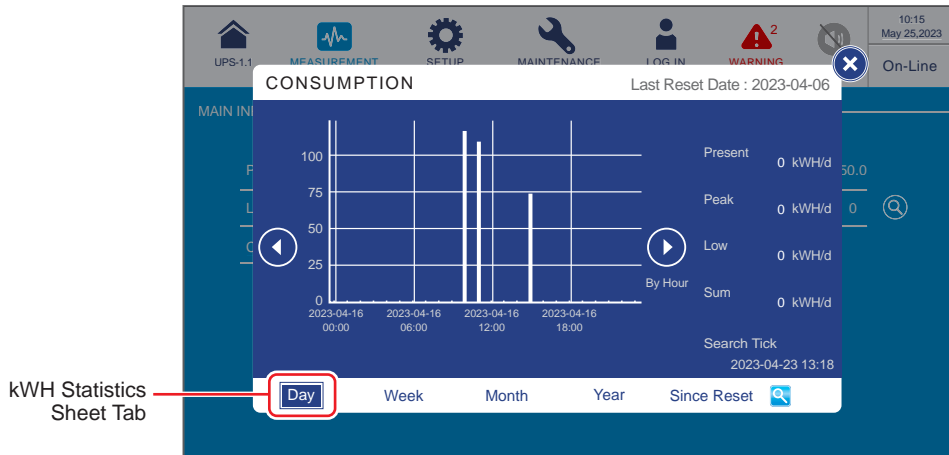 10:15
May 25,2023
2
UPS-1.1
MEASUREMENT
SETUP
MAINTENANCE
LOG IN
WARNING
On-Line
CONSUMPTION
Last Reset Date : 2023-04-06
MAIN IN
100
75
50
25
0
2023-04-16 00:00
2023-04-16 06:00
2023-04-16 12:00
2023-04-16 18:00
By Hour
Present
0 kWH/d
Peak
0 kWH/d
Low
0 kWH/d
Sum
0 kWH/d
Search Tick
2023-04-23 13:18
P
50.0
L
0
Day Week Month Year Since Reset
kWH Statistics
Sheet Tab